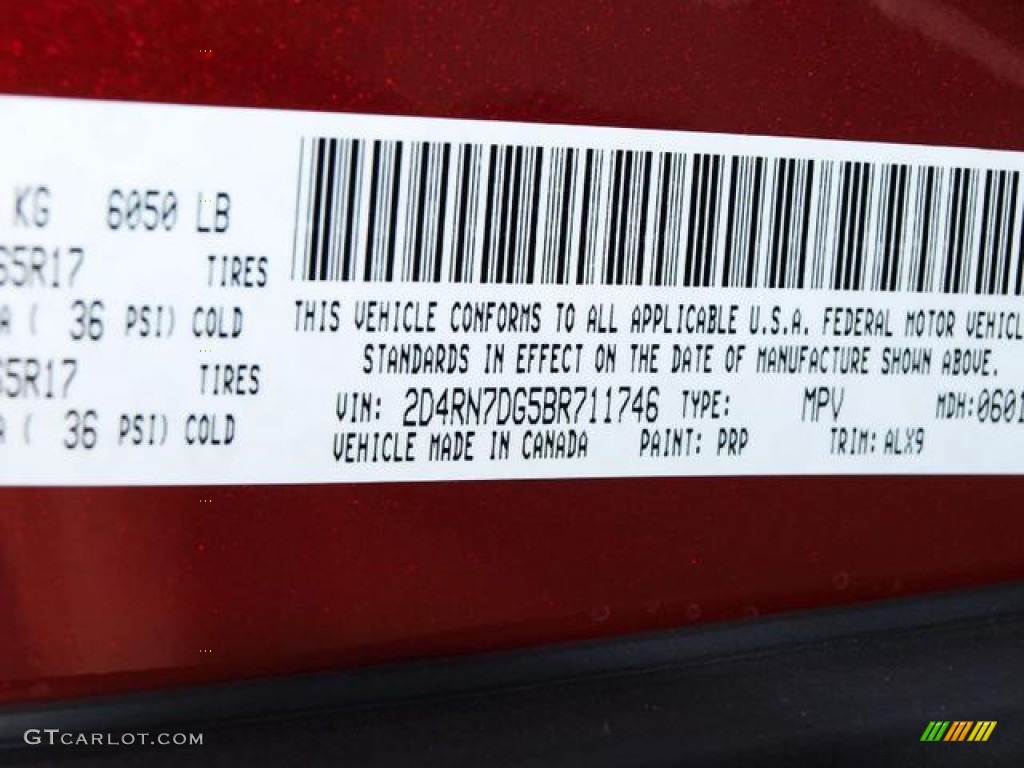 KG 6050 LB
65R17 TIRES
A ( 36 PSI) COLD
65R17 TIRES
A ( 36 PSI) COLD
THIS VEHICLE CONFORMS TO ALL APPLICABLE U.S.A. FEDERAL MOTOR VEHICL
STANDARDS IN EFFECT ON THE DATE OF MANUFACTURE SHOWN ABOVE.
VIN: 2D4RN7DG5BR711746 TYPE: MPV MDH:0601
VEHICLE MADE IN CANADA PAINT: PRP TRIM: ALX9
GTCARLOT.COM